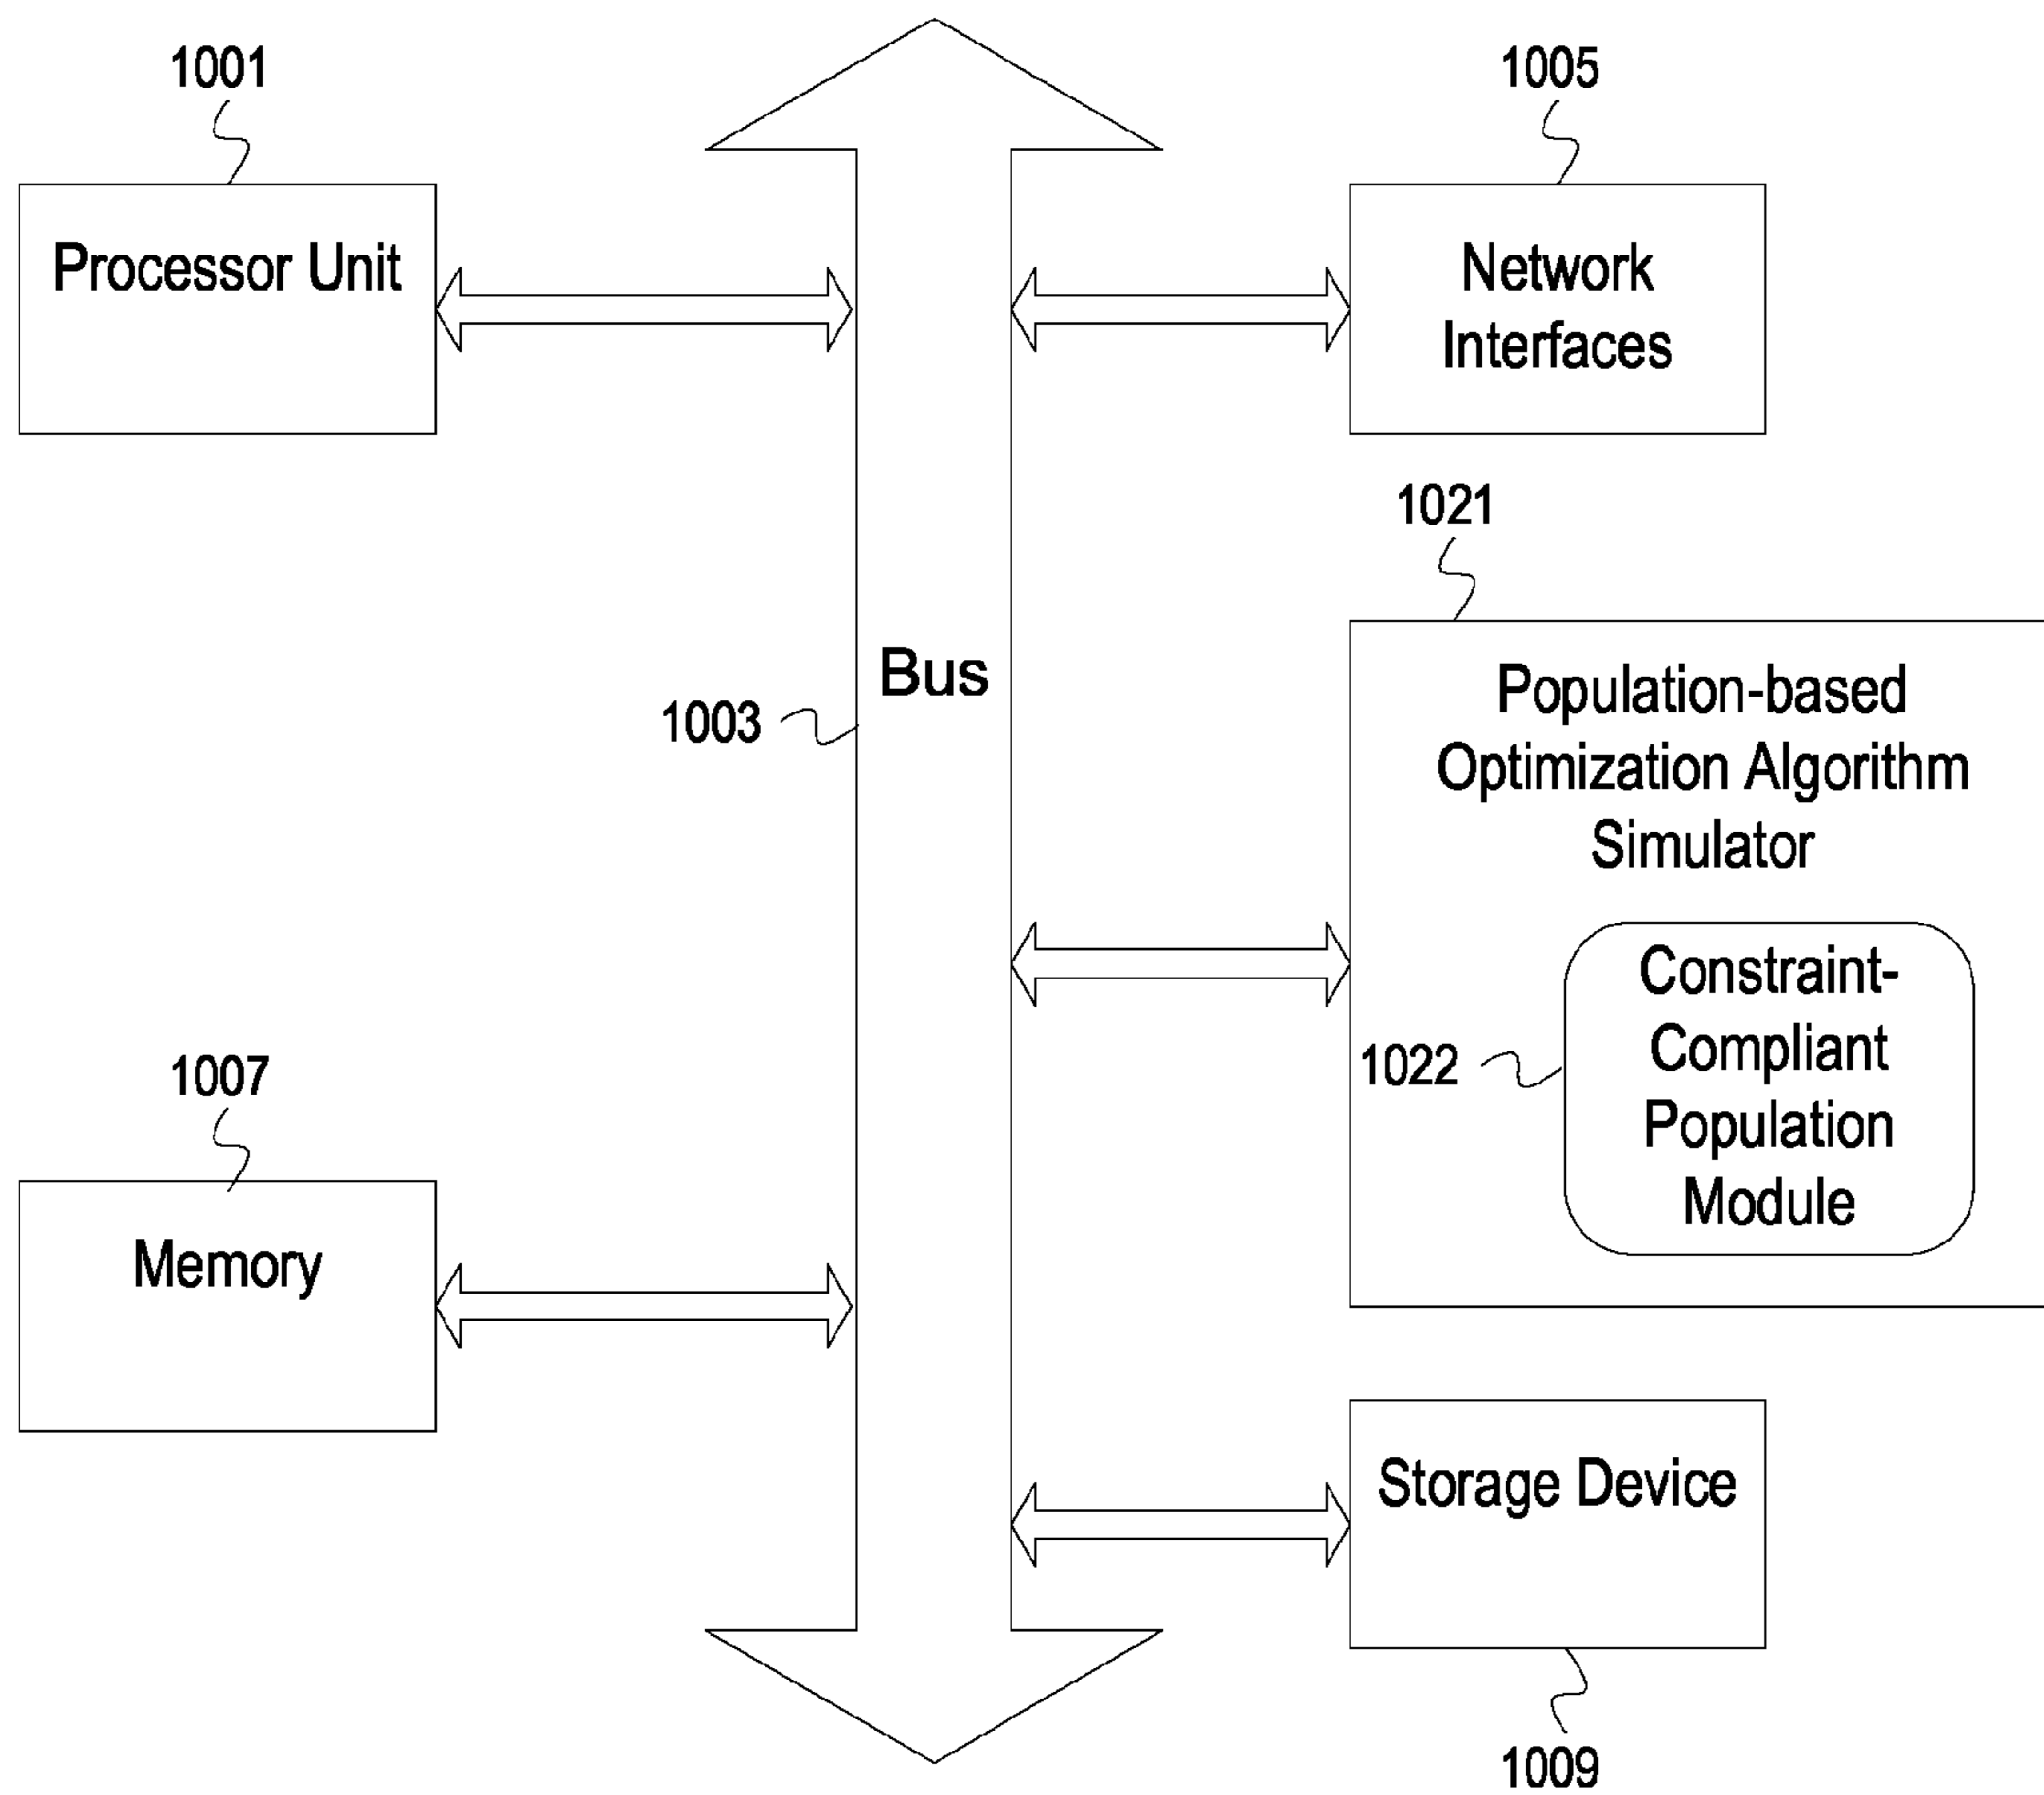 1001
Processor Unit
1005
Network
Interfaces
1021
Population-based
Optimization Algorithm
Simulator
Bus
1003
Constraint-
Compliant
Population
Module
1022
1007
Memory
Storage Device
1009